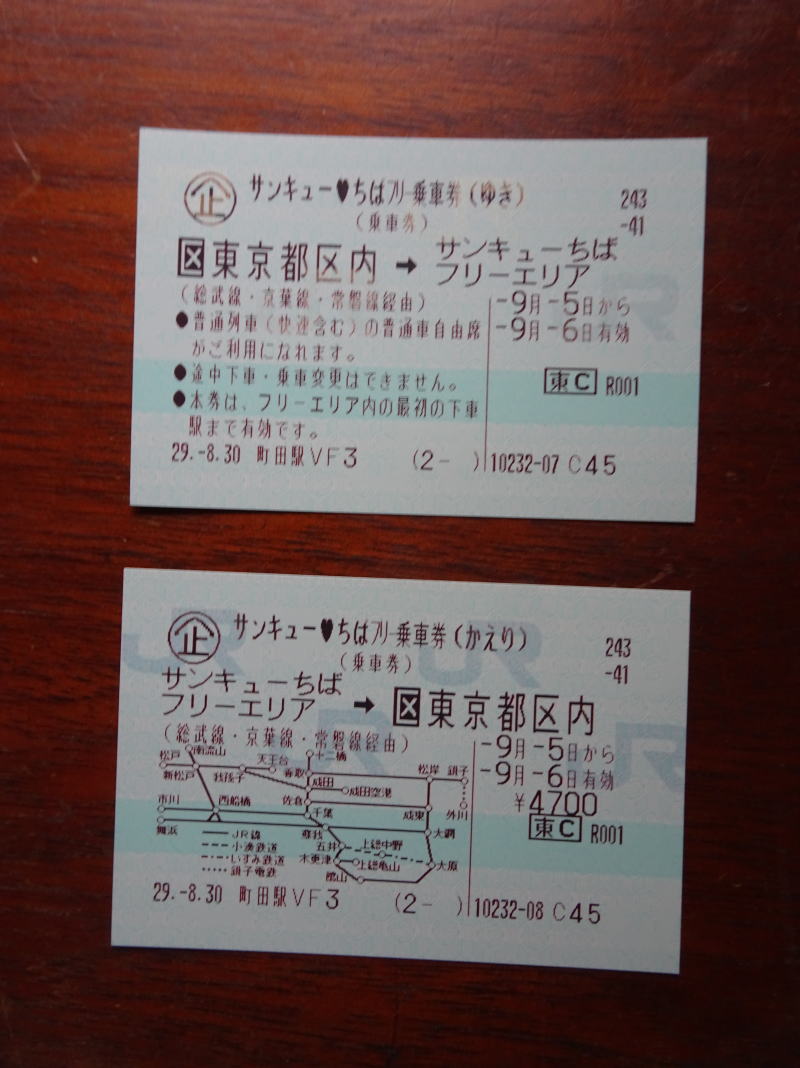 企 サンキュー♥ちばフリー乗車券(ゆき)
243
(乗車券)
-41
区 東京都区内 → サンキューちばフリーエリア
(総武線・京葉線・常磐線経由)
-9月-5日から
●普通列車(快速含む)の普通車自由席
-9月-6日有効
がご利用になれます。
●途中下車・乗車変更はできません。
東C R001
●本券は、フリーエリア内の最初の下車
駅まで有効です。
29.-8.30 町田駅VF3 (2- ) 10232-07 C45
企 サンキュー♥ちばフリー乗車券(かえり)
243
(乗車券)
-41
サンキューちばフリーエリア → 区 東京都区内
(総武線・京葉線・常磐線経由)
-9月-5日から
-9月-6日有効
¥4700
東C R001
松戸 南流山 天王台 十二橋
新松戸 我孫子 香取 松岸 銚子
成田 成田空港
市川 西船橋 佐倉 千葉 成東 外川
舞浜 蘇我 大網
JR線 五井 上総中野
小湊鉄道 木更津 上総亀山 大原
いすみ鉄道
銚子電鉄 館山
29.-8.30 町田駅VF3 (2- ) 10232-08 C45